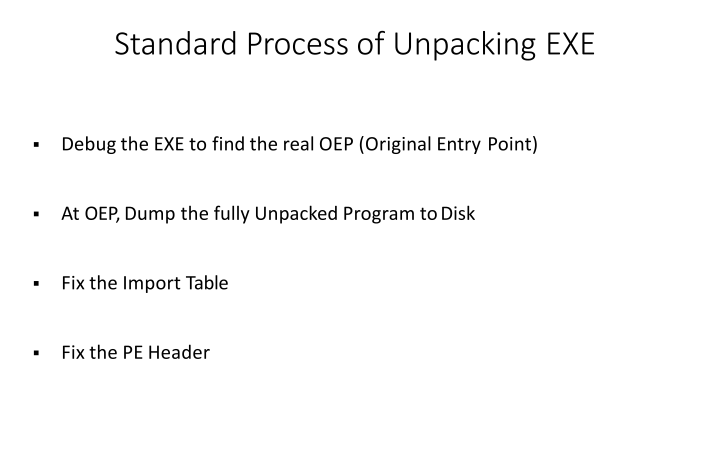 Standard Process of Unpacking EXE
▪ Debug the EXE to find the real OEP (Original Entry Point)
▪ At OEP, Dump the fully Unpacked Program to Disk
▪ Fix the Import Table
▪ Fix the PE Header